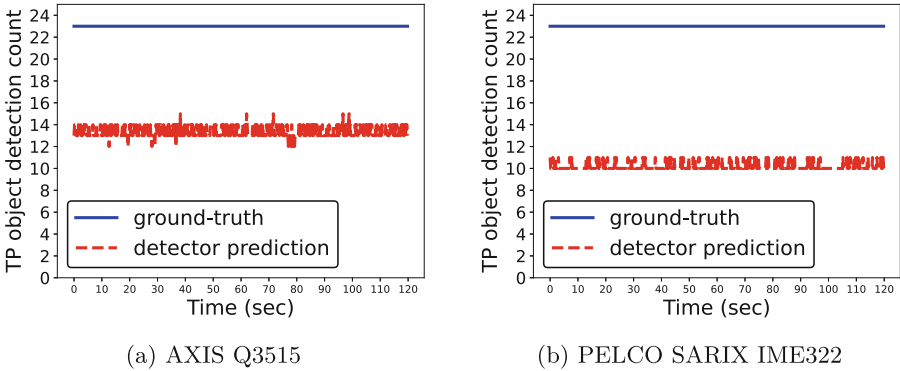 TP object detection count
24
22
20
18
16
14
12
10
8
6
4
2
0
ground-truth
detector prediction
0 10 20 30 40 50 60 70 80 90 100 110 120
Time (sec)
(a) AXIS Q3515
TP object detection count
24
22
20
18
16
14
12
10
8
6
4
2
0
ground-truth
detector prediction
0 10 20 30 40 50 60 70 80 90 100 110 120
Time (sec)
(b) PELCO SARIX IME322